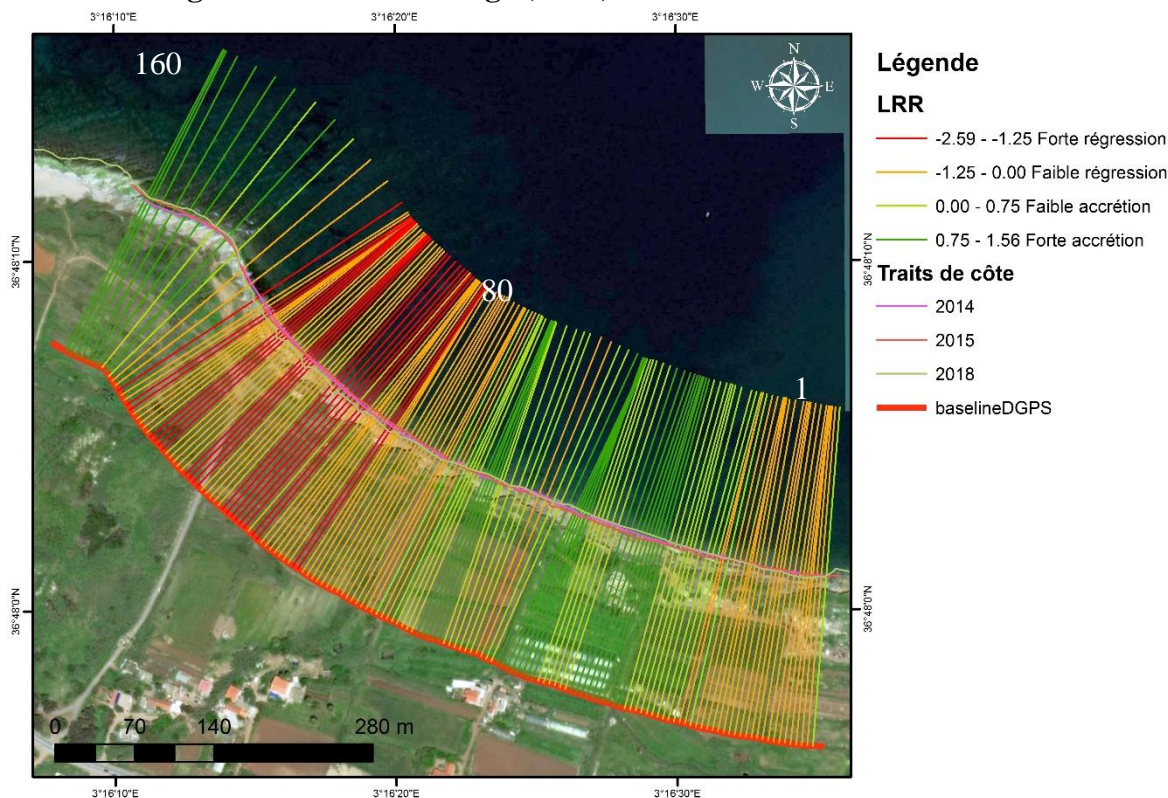 3°16'10"E 3°16'20"E 3°16'30"E
160
N
W E
S
36°48'10"N 36°48'10"N
80
1
36°48'0"N 36°48'0"N
0 70 140 280 m
3°16'10"E 3°16'20"E 3°16'30"E
Légende
LRR
-2.59 - -1.25 Forte régression
-1.25 - 0.00 Faible régression
0.00 - 0.75 Faible accrétion
0.75 - 1.56 Forte accrétion
Traits de côte
2014
2015
2018
baselineDGPS